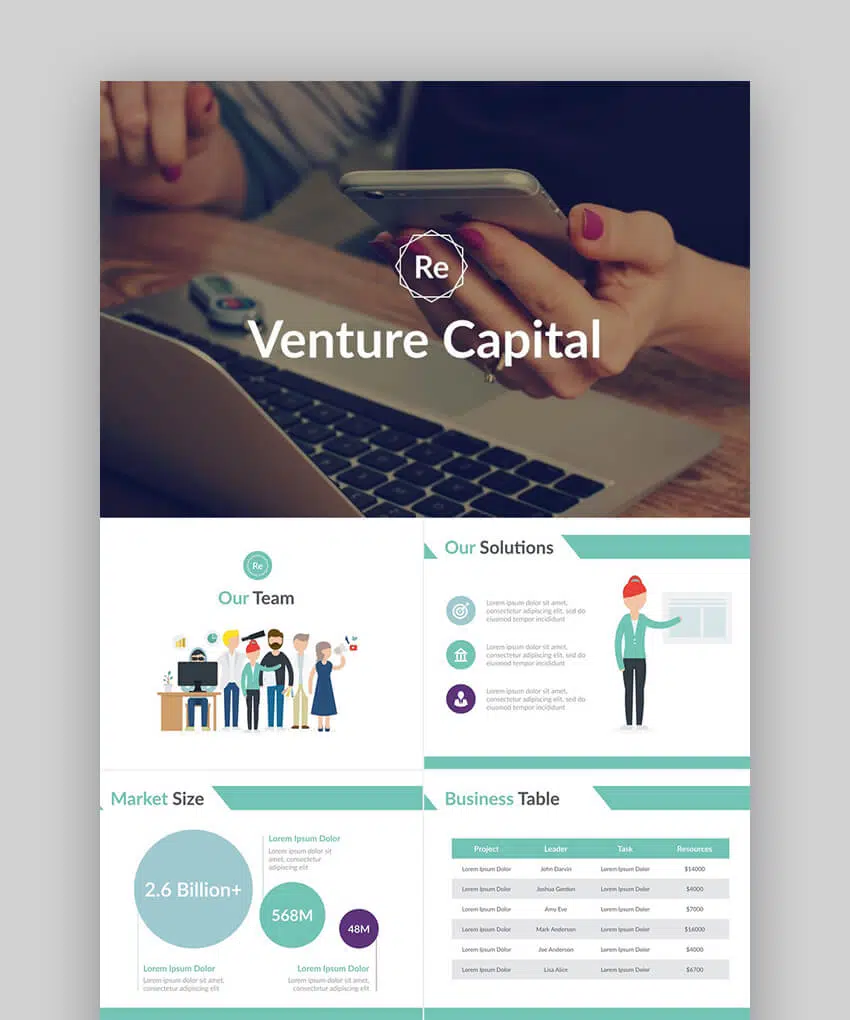 Re
Venture Capital
Re
Our Team
Our Solutions
Lorem ipsum dolor sit amet,
consectetur adipiscing elit, sed do
eiusmod tempor incididunt
Lorem ipsum dolor sit amet,
consectetur adipiscing elit, sed do
eiusmod tempor incididunt
Lorem ipsum dolor sit amet,
consectetur adipiscing elit, sed do
eiusmod tempor incididunt
Market Size
2.6 Billion+
Lorem Ipsum Dolor
Lorem ipsum dolor sit
amet, consectetur
adipiscing elit
568M
48M
Lorem Ipsum Dolor
Lorem ipsum dolor sit amet,
consectetur adipiscing elit
Lorem Ipsum Dolor
Lorem ipsum dolor sit amet,
consectetur adipiscing elit
Business Table
Project Leader Task Resources
Lorem Ipsum Dolor John Darvin Lorem Ipsum Dolor $14000
Lorem Ipsum Dolor Joshua Gordon Lorem Ipsum Dolor $4000
Lorem Ipsum Dolor Amy Eve Lorem Ipsum Dolor $7000
Lorem Ipsum Dolor Mark Anderson Lorem Ipsum Dolor $16000
Lorem Ipsum Dolor Joe Anderson Lorem Ipsum Dolor $4000
Lorem Ipsum Dolor Lisa Alice Lorem Ipsum Dolor $6700